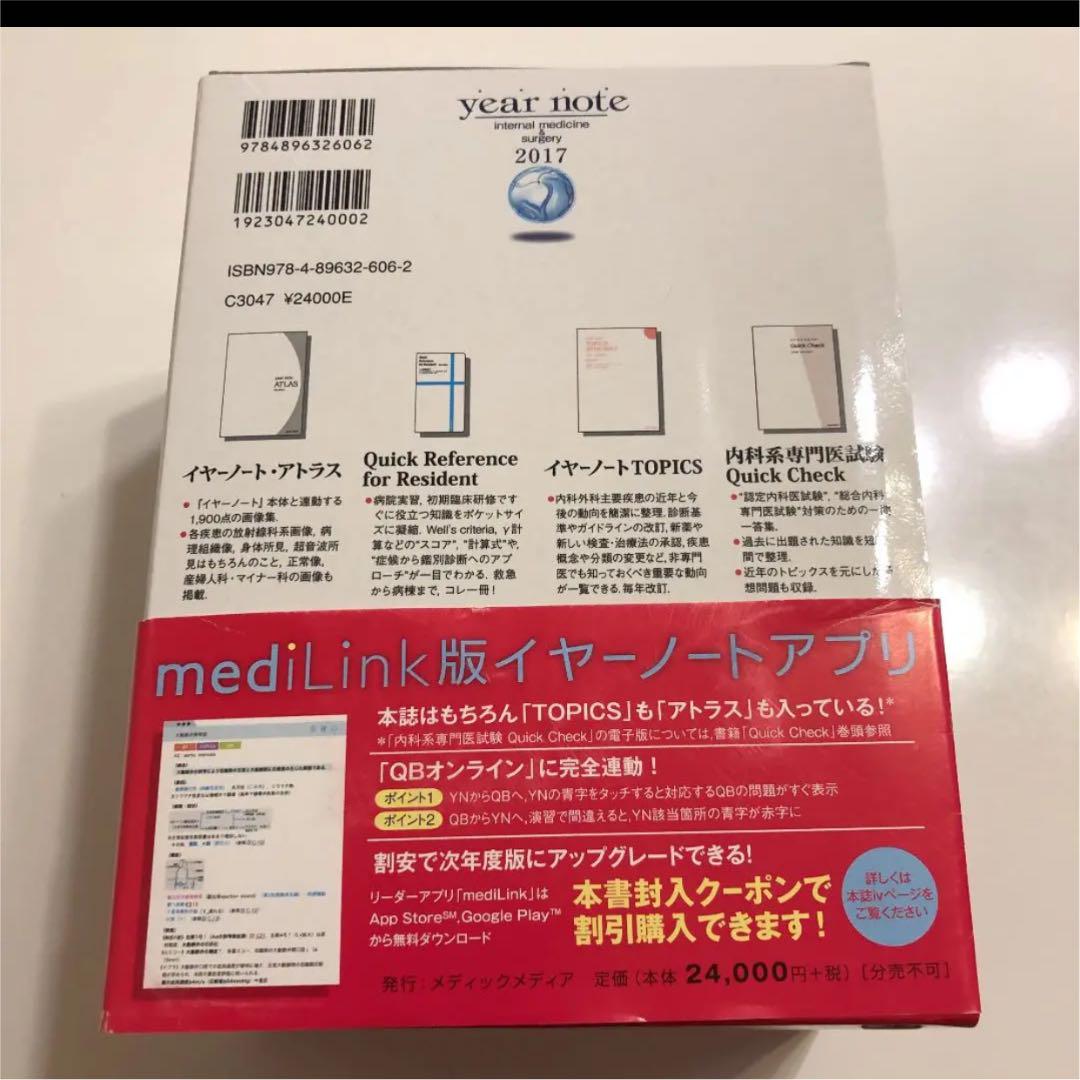 9784896326062
1923047240002
year note
internal medicine
&
surgery
2017
ISBN978-4-89632-606-2
C3047 ¥24000E
ATLAS
Quick Check
イヤーノート・アトラス
●「イヤーノート」本体と連動する
1,900点の画像集.
●各疾患の放射線科系画像, 病
理組織像, 身体所見, 超音波所
見はもちろんのこと, 正常像,
産婦人科・マイナー科の画像も
掲載.
Quick Reference
for Resident
●病院実習, 初期臨床研修です
ぐに役立つ知識をポケットサイ
ズに凝縮. Well's criteria, γ計
算などの“スコア”, “計算式”や,
“症候から鑑別診断へのアプ
ローチ”が一目でわかる. 救急
から病棟まで, コレ一冊！
イヤーノートTOPICS
●内科外科主要疾患の近年と今
後の動向を簡潔に整理. 診断基
準やガイドラインの改訂, 新薬や
新しい検査・治療法の承認, 疾患
概念や分類の変更など, 非専門
医でも知っておくべき重要な動向
が一覧できる. 毎年改訂.
内科系専門医試験
Quick Check
●“認定内科医試験”, “総合内科
専門医試験”対策のための一問
一答集.
●過去に出題された知識を短
間で整理.
●近年のトピックスを元にした
想問題も収録.
mediLink版イヤーノートアプリ
本誌はもちろん「TOPICS」も「アトラス」も入っている！*
*「内科系専門医試験 Quick Check」の電子版については,書籍「Quick Check」巻頭参照
「QBオンライン」に完全連動！
ポイント1 YNからQBへ,YNの青字をタッチすると対応するQBの問題がすぐ表示
ポイント2 QBからYNへ,演習で間違えると,YN該当箇所の青字が赤字に
割安で次年度版にアップグレードできる!
リーダーアプリ「mediLink」は
App Store℠,Google Play™
から無料ダウンロード
本書封入クーポンで
割引購入できます！
詳しくは
本誌ivページを
ご覧ください
発行：メディックメディア 定価（本体 24,000円＋税）［分売不可］